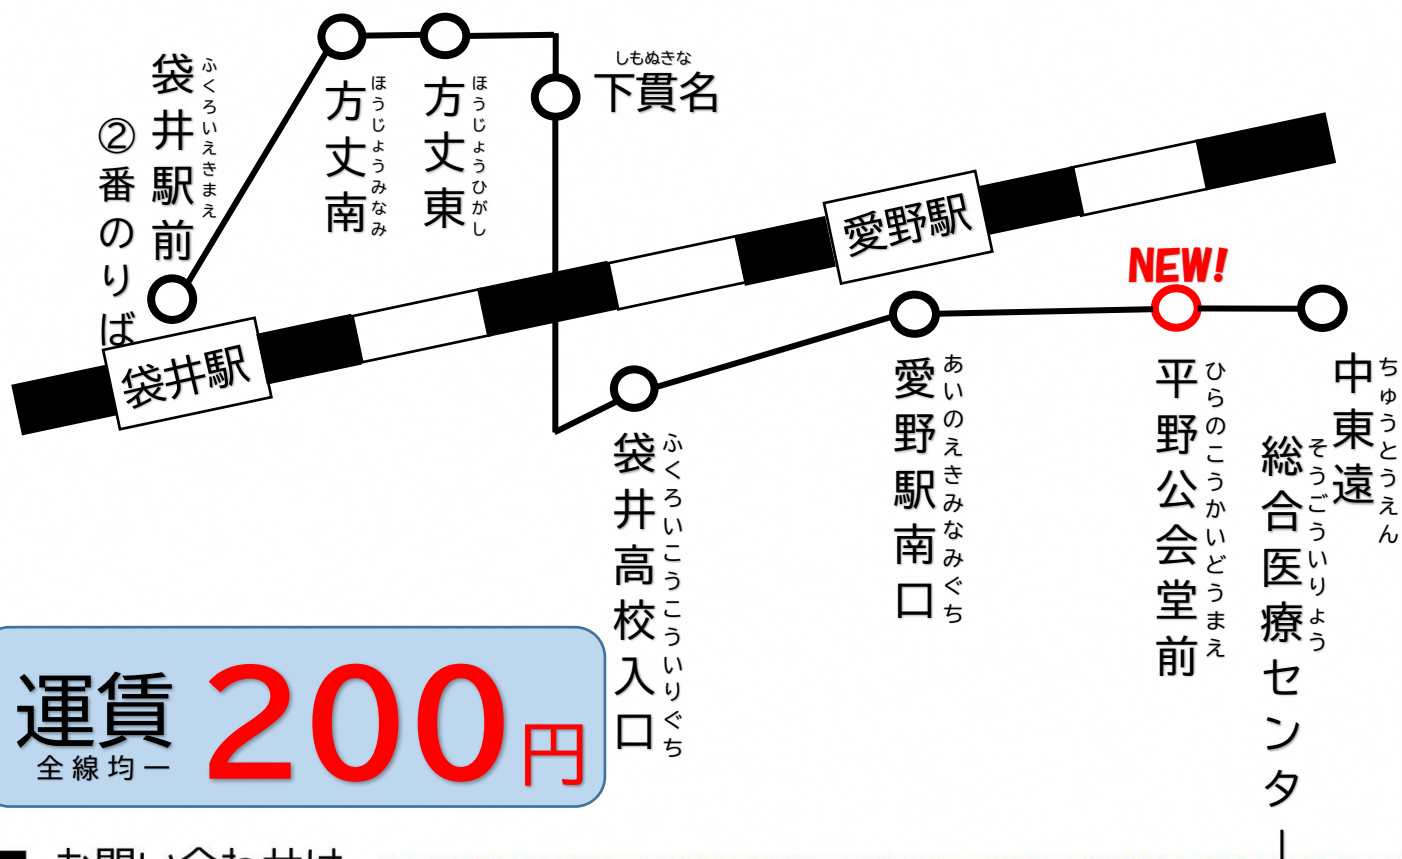 ふくろいえきまえ
袋井駅前
②番のりば
ほうじょうみなみ
方丈南
ほうじょうひがし
方丈東
しもぬきな
下貫名
袋井駅
愛野駅
ふくろいこうこういりぐち
袋井高校入口
あいのえきみなみぐち
愛野駅南口
NEW!
ひらのこうかいどうまえ
平野公会堂前
ちゅうとうえん
中東遠
そうごういりょう
総合医療センター
運賃
全線均一
200円
お問い合わせは